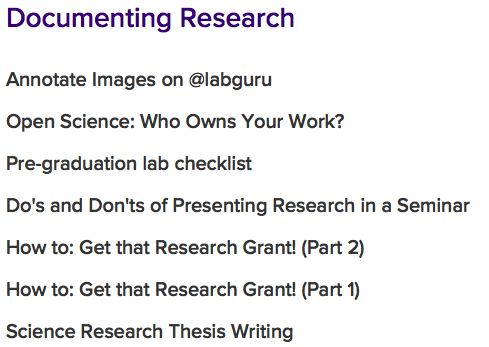 Documenting Research
Annotate Images on @labguru
Open Science: Who Owns Your Work?
Pre-graduation lab checklist
Do's and Don'ts of Presenting Research in a Seminar
How to: Get that Research Grant! (Part 2)
How to: Get that Research Grant! (Part 1)
Science Research Thesis Writing